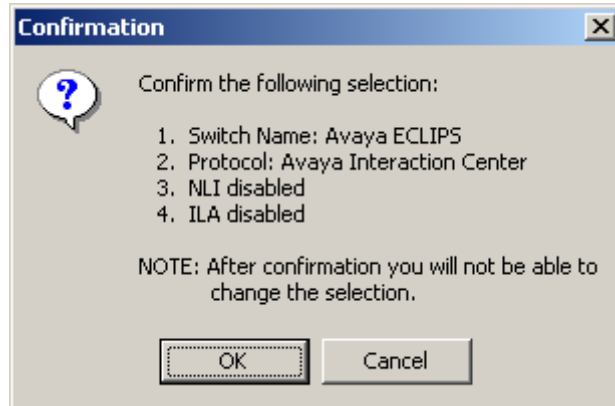 Confirmation
Confirm the following selection:
1. Switch Name: Avaya ECLIPS
2. Protocol: Avaya Interaction Center
3. NLI disabled
4. ILA disabled
NOTE: After confirmation you will not be able to
change the selection.
OK
Cancel